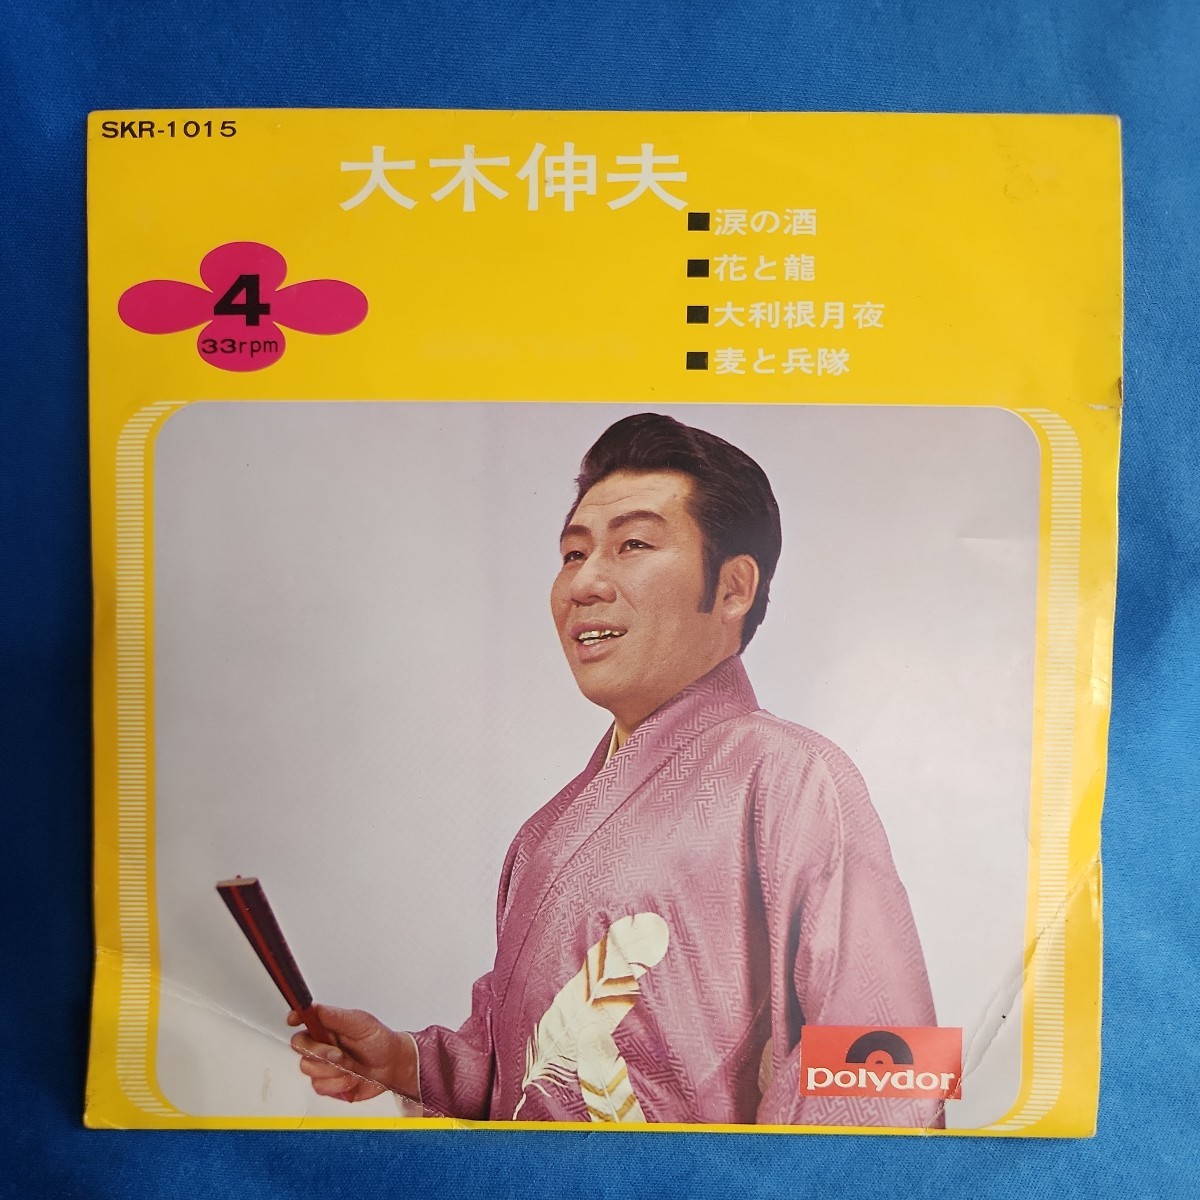 SKR-1015
大木伸夫
■涙の酒
■花と龍
■大利根月夜
■麦と兵隊
4
33rpm
polydor